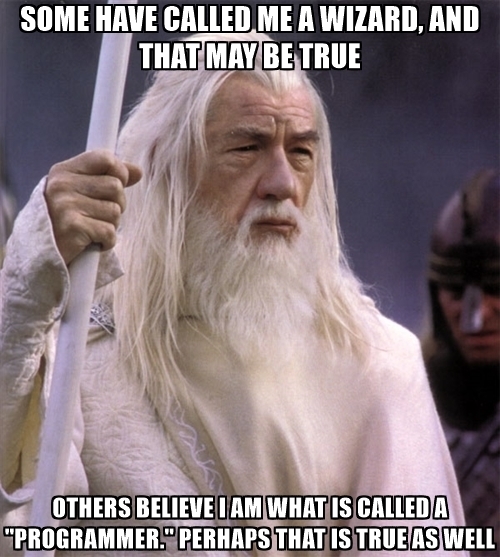 SOME HAVE CALLED ME A WIZARD, AND
THAT MAY BE TRUE
OTHERS BELIEVE I AM WHAT IS CALLED A
"PROGRAMMER." PERHAPS THAT IS TRUE AS WELL